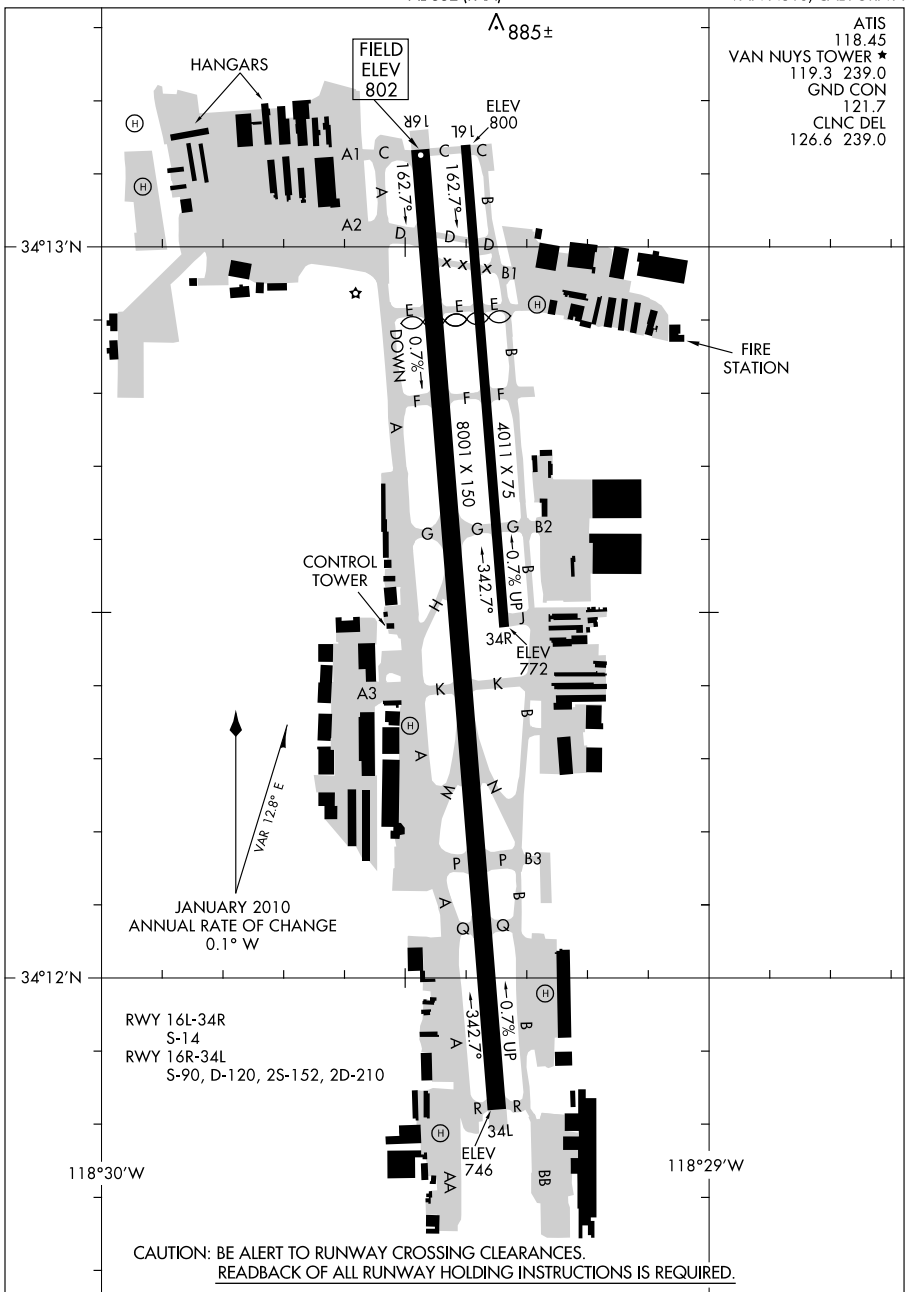 885±
ATIS
118.45
VAN NUYS TOWER
119.3 239.0
GND CON
121.7
CLNC DEL
126.6 239.0
FIELD
ELEV
802
HANGARS
ELEV
800
16R
16L
H
H
A1
C
C
C
162.7°
162.7°
A
B
A2
D
D
D
34°13'N
X
X
X
B1
E
E
E
H
0.7%
DOWN
B
FIRE
STATION
F
F
F
A
8001 X 150
4011 X 75
G
G
G
B2
CONTROL
TOWER
342.7°
0.7% UP
B
H
J
34R
ELEV
772
K
K
A3
H
B
A
M
N
VAR 12.8° E
P
P
B3
A
B
JANUARY 2010
ANNUAL RATE OF CHANGE
0.1° W
Q
Q
34°12'N
H
342.7°
0.7% UP
B
A
RWY 16L-34R
S-14
RWY 16R-34L
S-90, D-120, 2S-152, 2D-210
R
R
34L
H
ELEV
746
118°30'W
118°29'W
AA
BB
CAUTION: BE ALERT TO RUNWAY CROSSING CLEARANCES.
READBACK OF ALL RUNWAY HOLDING INSTRUCTIONS IS REQUIRED.